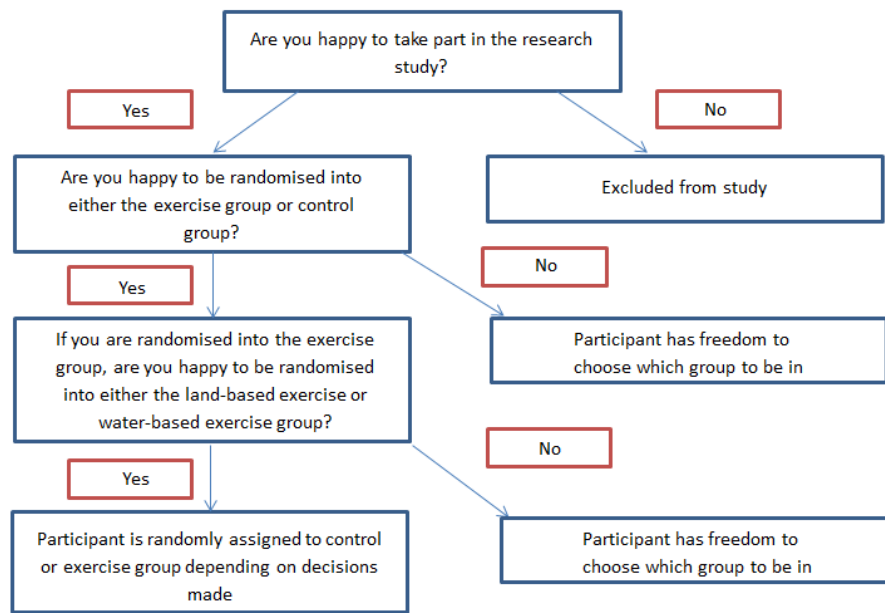 Are you happy to take part in the research
study?
Yes
No
Are you happy to be randomised into
either the exercise group or control
group?
Excluded from study
Yes
No
If you are randomised into the exercise
group, are you happy to be randomised
into either the land-based exercise or
water-based exercise group?
Participant has freedom to
choose which group to be in
Yes
No
Participant is randomly assigned to control
or exercise group depending on decisions
made
Participant has freedom to
choose which group to be in